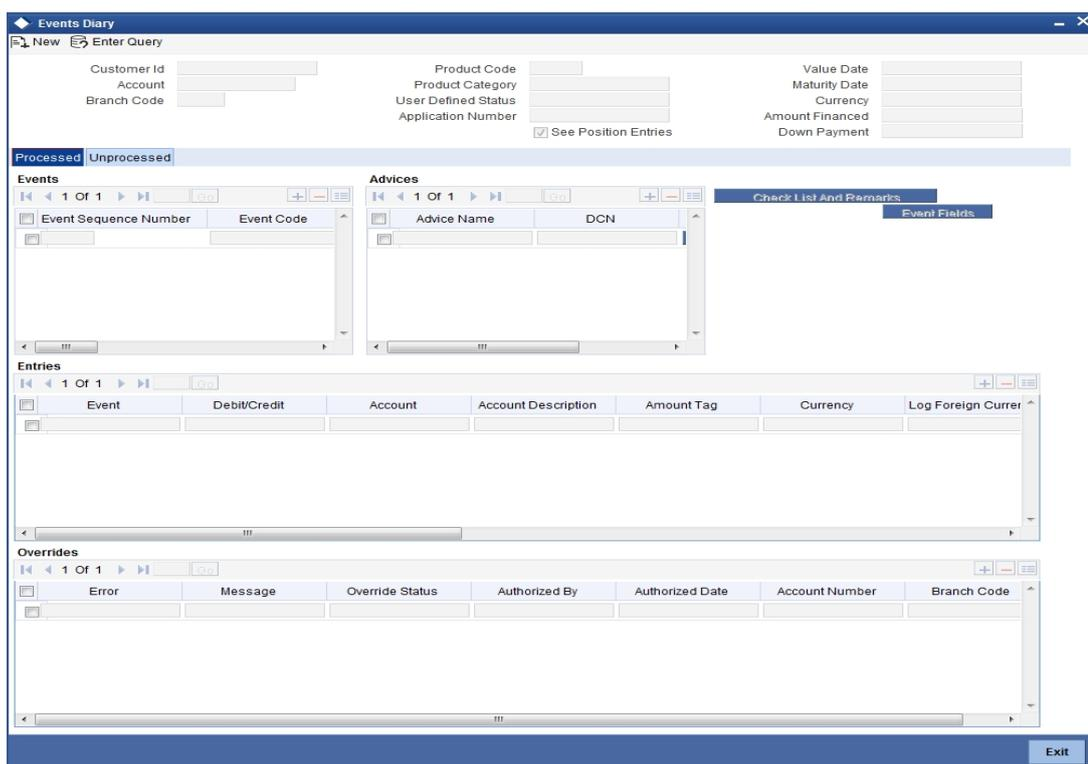 Events Diary
New Enter Query
Customer Id
Account
Branch Code
Product Code
Product Category
User Defined Status
Application Number
See Position Entries
Value Date
Maturity Date
Currency
Amount Financed
Down Payment
Processed Unprocessed
Events
1 Of 1 Go
Event Sequence Number Event Code
Advices
1 Of 1 Go
Advice Name DCN
Check List And Remarks
Event Fields
Entries
1 Of 1 Go
Event Debit/Credit Account Account Description Amount Tag Currency Log Foreign Currer
Overrides
1 Of 1 Go
Error Message Override Status Authorized By Authorized Date Account Number Branch Code
Exit